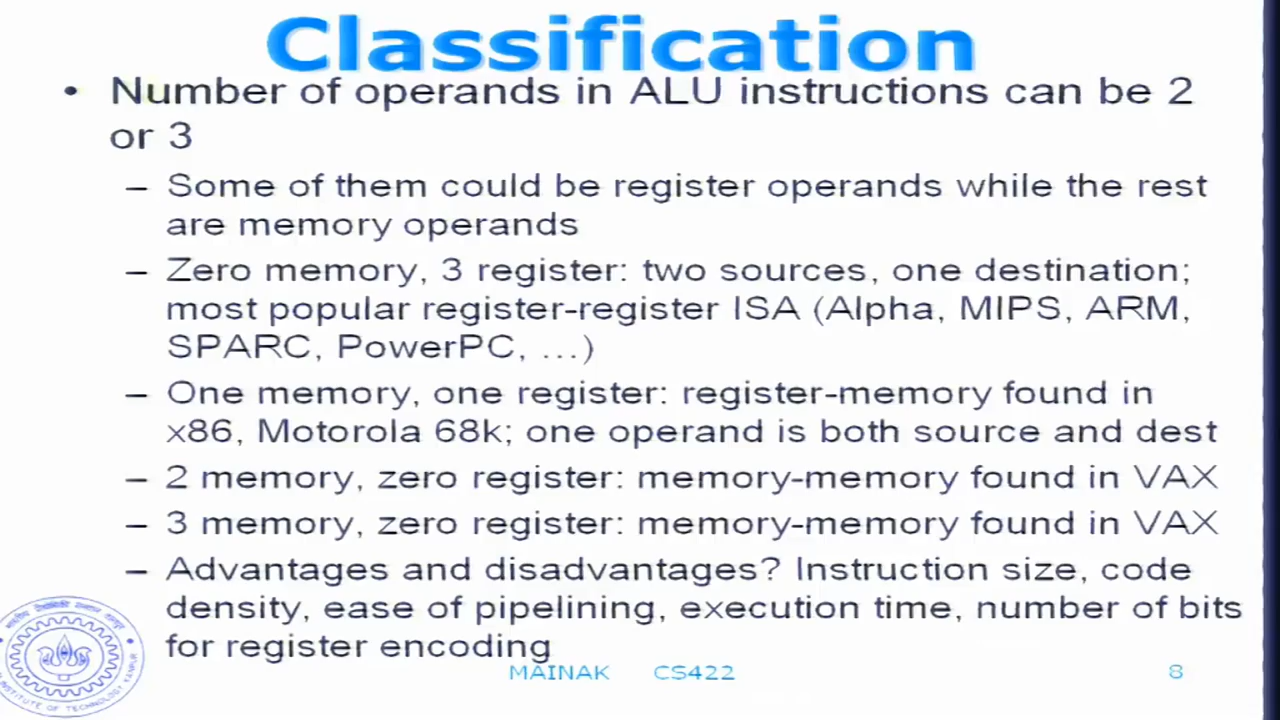 Classification
• Number of operands in ALU instructions can be 2
or 3
– Some of them could be register operands while the rest
are memory operands
– Zero memory, 3 register: two sources, one destination;
most popular register-register ISA (Alpha, MIPS, ARM,
SPARC, PowerPC, …)
– One memory, one register: register-memory found in
x86, Motorola 68k; one operand is both source and dest
– 2 memory, zero register: memory-memory found in VAX
– 3 memory, zero register: memory-memory found in VAX
– Advantages and disadvantages? Instruction size, code
density, ease of pipelining, execution time, number of bits
for register encoding
MAINAK CS422
8
INSTITUTE OF TECHNOLOGY KANPUR